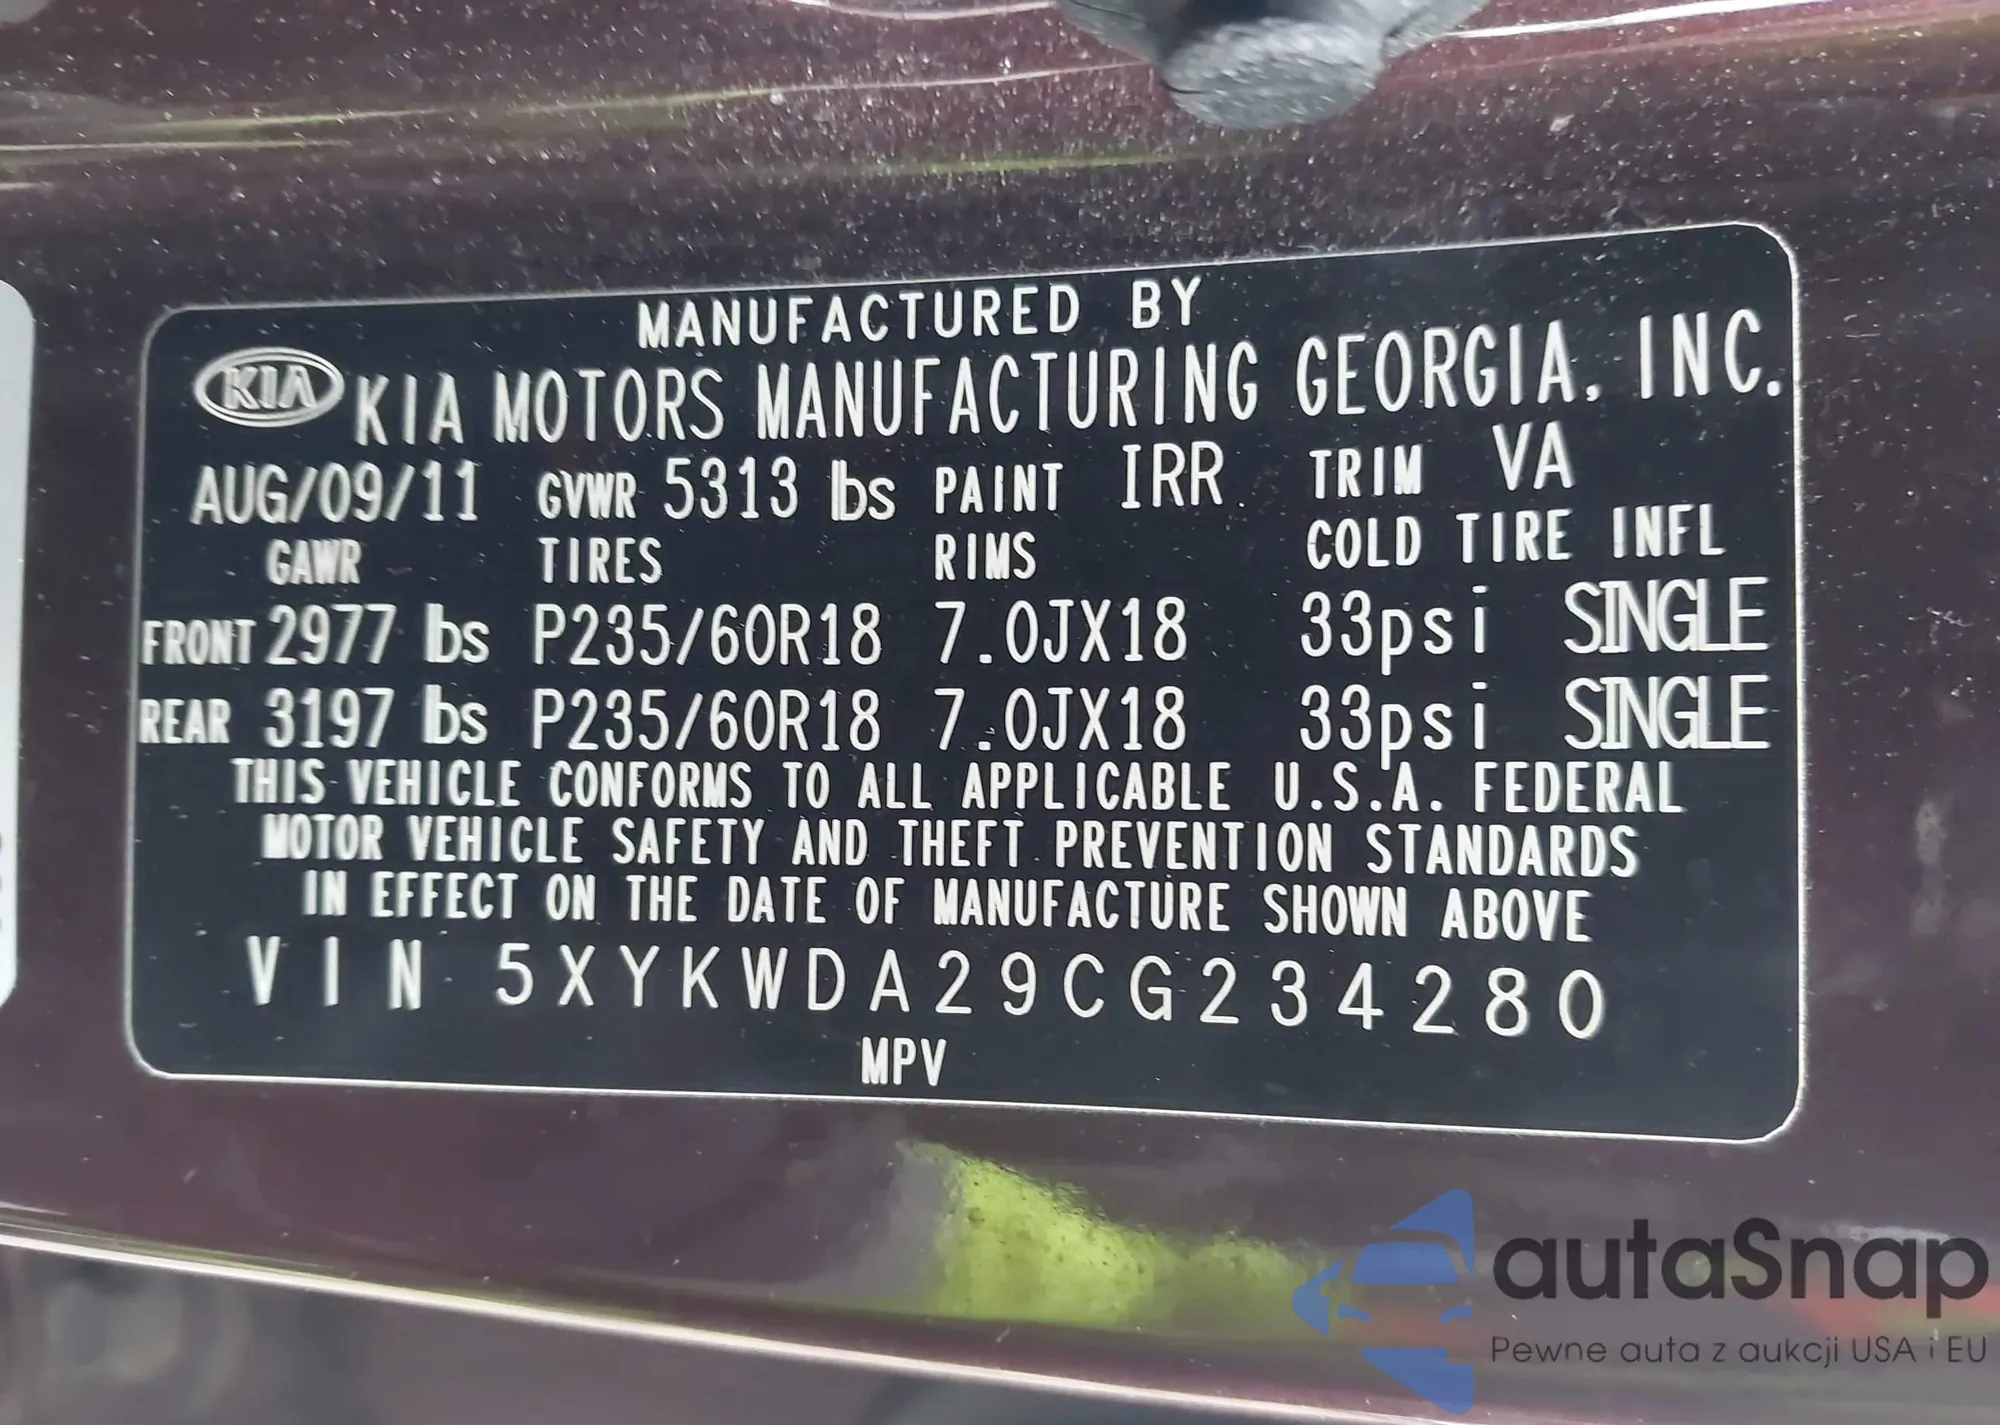 MANUFACTURED BY
KIA KIA MOTORS MANUFACTURING GEORGIA, INC.
AUG/09/11 GVWR 5313 lbs PAINT IRR TRIM VA
GAWR TIRES RIMS COLD TIRE INFL
FRONT 2977 lbs P235/60R18 7.0JX18 33psi SINGLE
REAR 3197 lbs P235/60R18 7.0JX18 33psi SINGLE
THIS VEHICLE CONFORMS TO ALL APPLICABLE U.S.A. FEDERAL
MOTOR VEHICLE SAFETY AND THEFT PREVENTION STANDARDS
IN EFFECT ON THE DATE OF MANUFACTURE SHOWN ABOVE
VIN 5XYKWDA29CG234280
MPV
autaSnap
Pewne auta z aukcji USA i EU